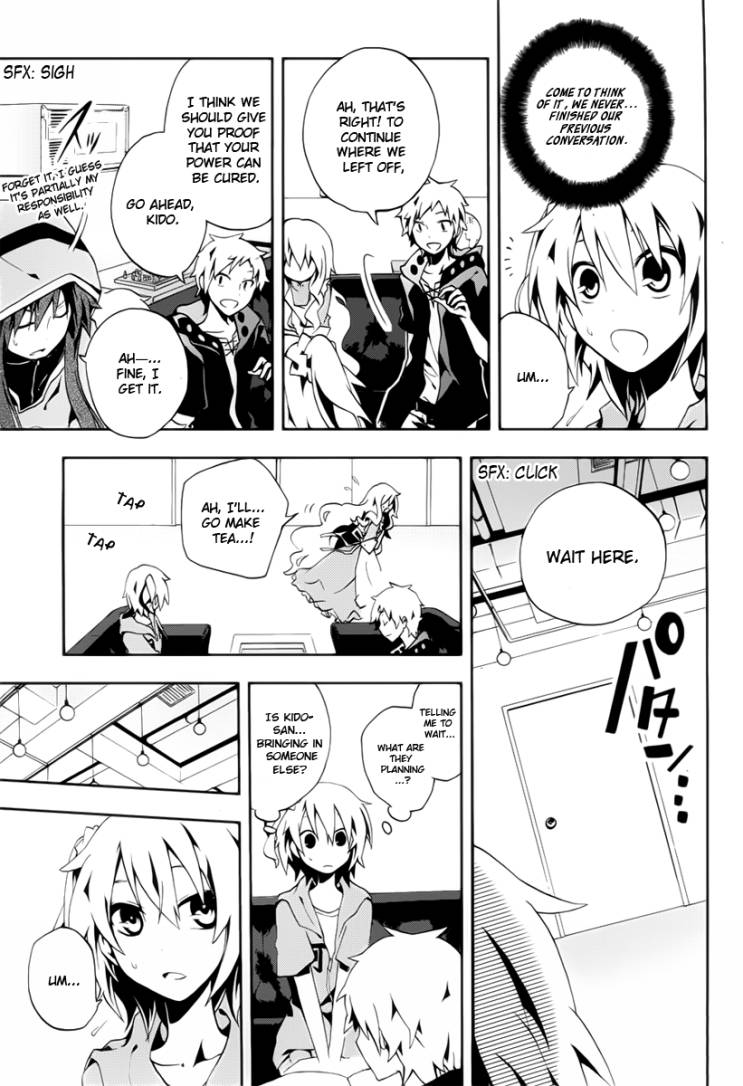 COME TO THINK
OF IT, WE NEVER...
FINISHED OUR
PREVIOUS
CONVERSATION.
UM...
AH, THAT'S
RIGHT! TO
CONTINUE
WHERE WE
LEFT OFF,
I THINK WE
SHOULD GIVE
YOU PROOF
THAT YOUR
POWER CAN
BE CURED.
GO AHEAD,
KIDO.
SFX: SIGH
FORGET IT, I GUESS
IT'S PARTIALLY MY
RESPONSIBILITY
AS WELL.
AH—...
FINE, I
GET IT.
SFX: CLICK
WAIT HERE.
パタン...
AH, I'LL...
GO MAKE
TEA...!
TAP
TAP
TELLING
ME TO
WAIT...
WHAT ARE
THEY
PLANNING
...?
IS KIDO-
SAN...
BRINGING IN
SOMEONE
ELSE?
UM...